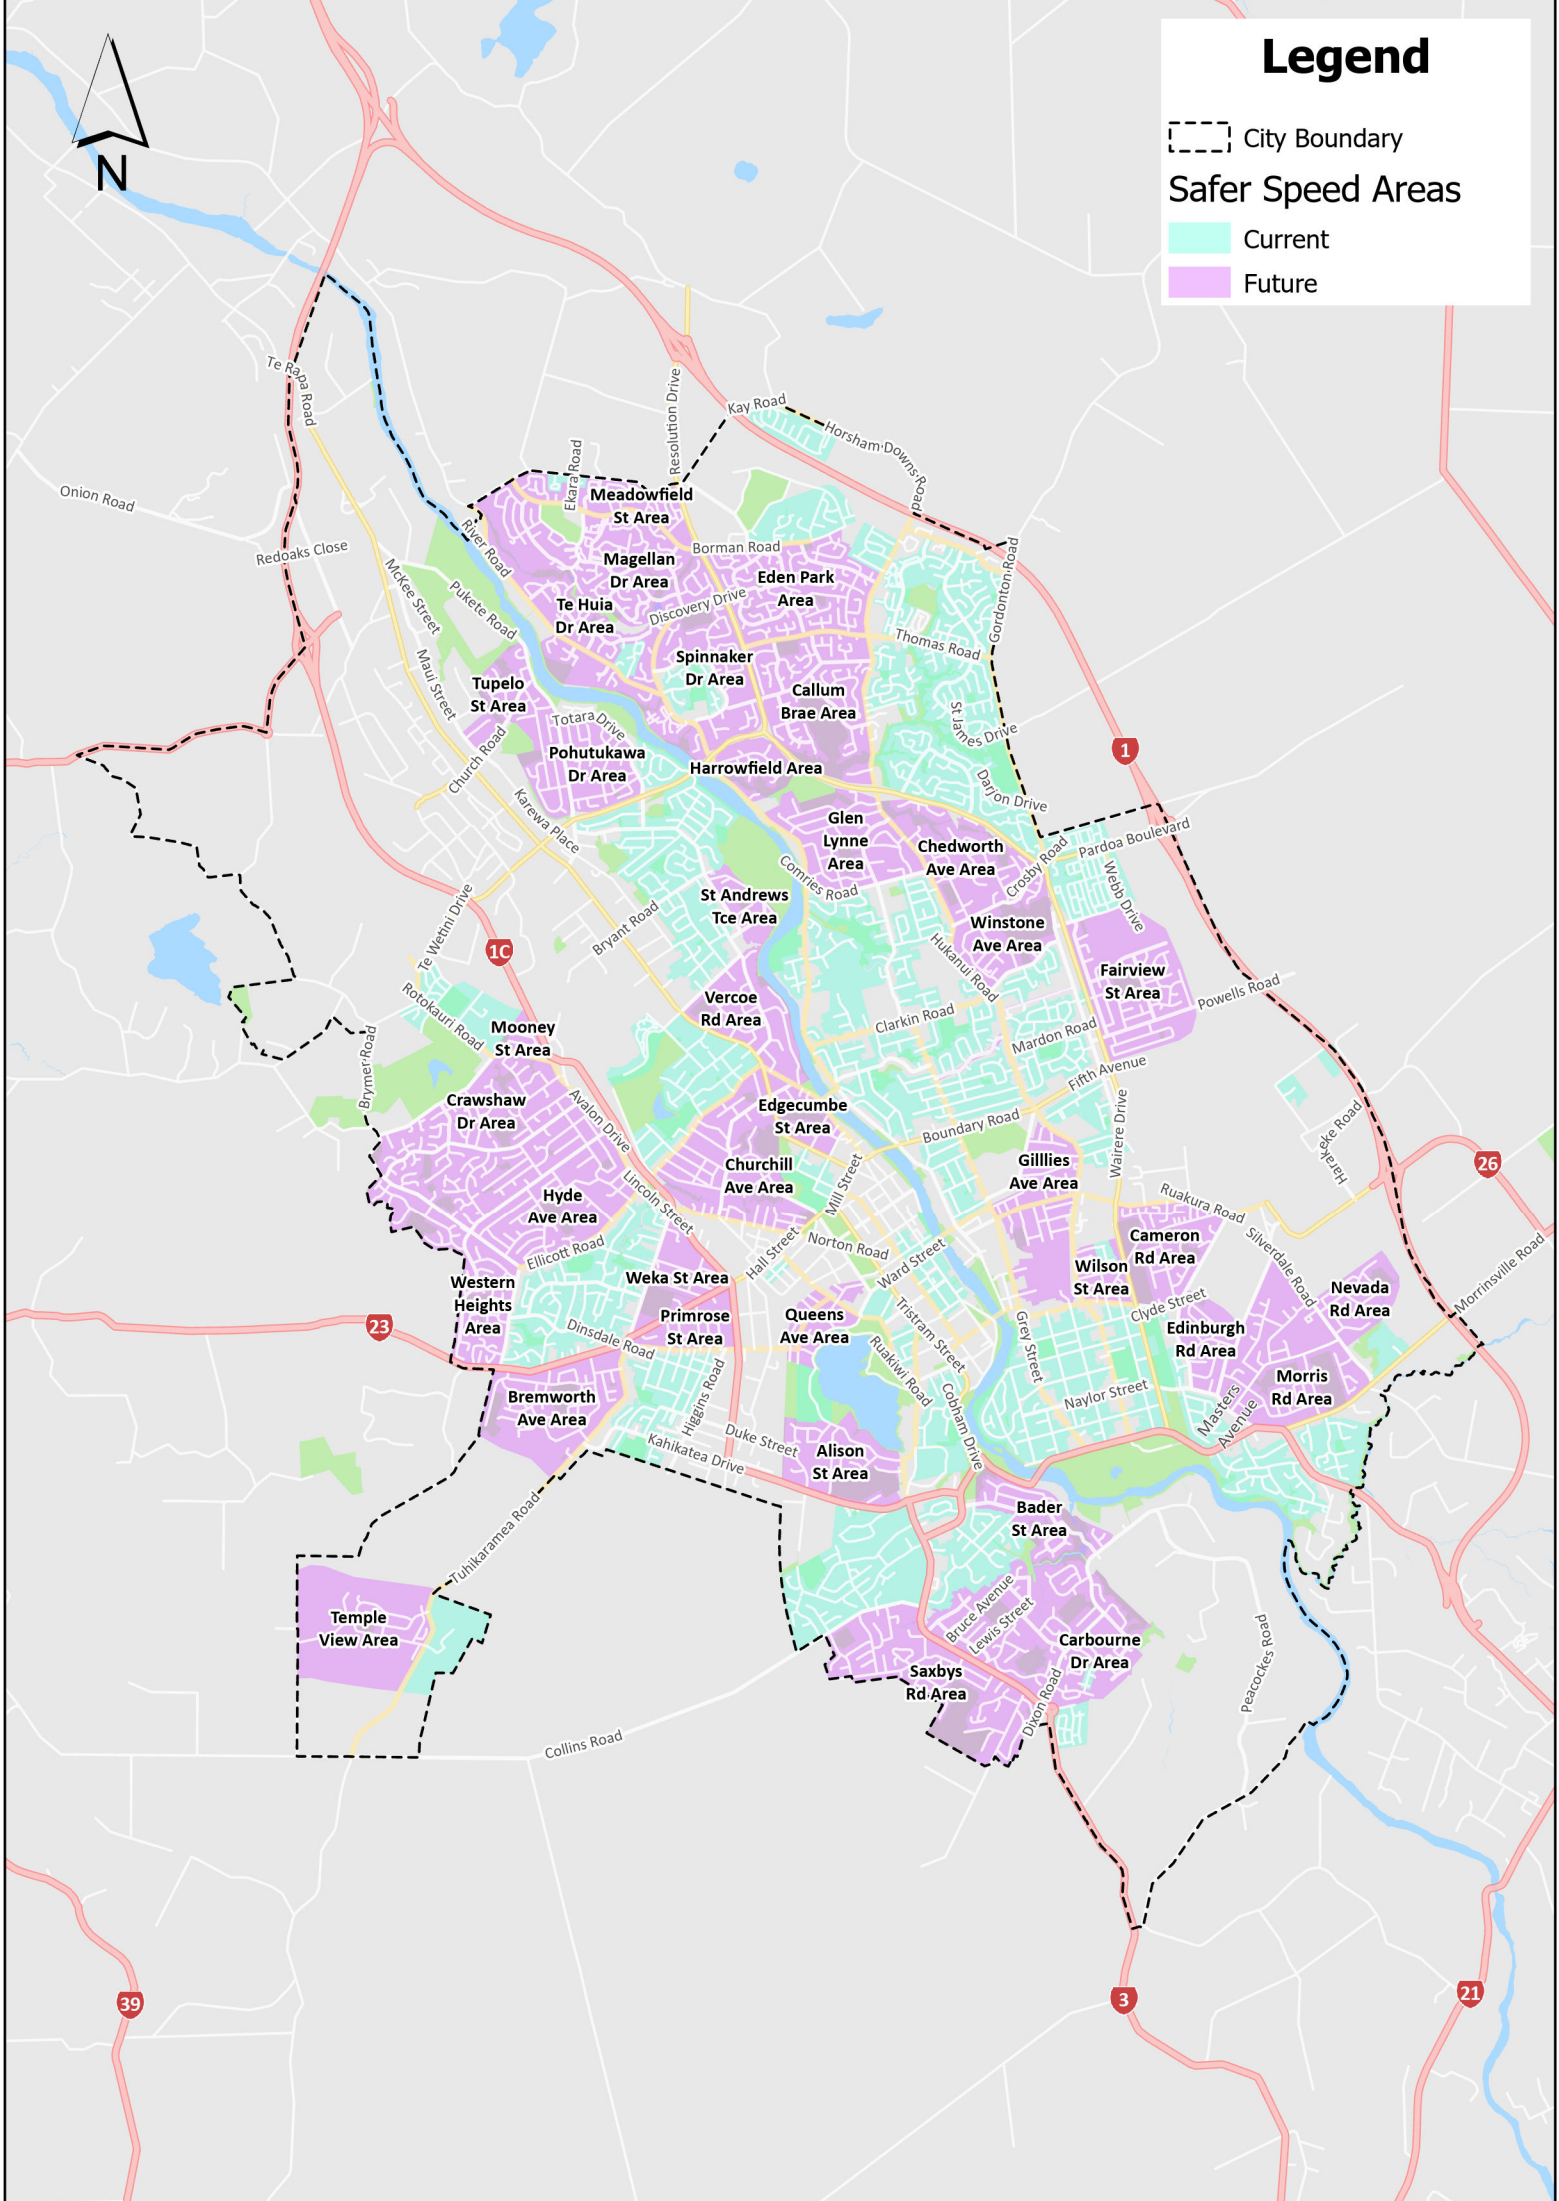 Legend
City Boundary
Safer Speed Areas
Current
Future
N
Te Rapa Road
Onion Road
Redoaks Close
Resolution Drive
Kay Road
Horsham Downs Road
Ekara Road
Meadowfield
St Area
River Road
Borman Road
Magellan
Dr Area
Eden Park
Area
Gordonton Road
McKee Street
Pukete Road
Te Huia
Dr Area
Discovery Drive
Thomas Road
Maui Street
Tupelo
St Area
Spinnaker
Dr Area
Callum
Brae Area
Totara Drive
St James Drive
Church Road
Pohutukawa
Dr Area
Harrowfield Area
1
Karewa Place
Darjon Drive
Glen
Lynne
Area
Chedworth
Ave Area
Crosby Road
Pardoa Boulevard
Comries Road
Webb Drive
St Andrews
Tce Area
Te Wetini Drive
1C
Bryant Road
Winstone
Ave Area
Hukanui Road
Fairview
St Area
Powells Road
Rotokauri Road
Vercoe
Rd Area
Clarkin Road
Mooney
St Area
Mardon Road
Brymer Road
Fifth Avenue
Crawshaw
Dr Area
Avalon Drive
Edgecumbe
St Area
Boundary Road
Wairere Drive
Harakeke Road
26
Churchill
Ave Area
Mill Street
Gilllies
Ave Area
Hyde
Ave Area
Lincoln Street
Ruakura Road
Ellicott Road
Hall Street
Norton Road
Ward Street
Cameron
Rd Area
Silverdale Road
Morrinsville Road
Western
Heights
Area
Weka St Area
Wilson
St Area
Nevada
Rd Area
23
Primrose
St Area
Queens
Ave Area
Tristram Street
Grey Street
Clyde Street
Edinburgh
Rd Area
Dinsdale Road
Ruakiwi Road
Bremworth
Ave Area
Higgins Road
Cobham Drive
Naylor Street
Masters
Avenue
Morris
Rd Area
Duke Street
Kahikatea Drive
Alison
St Area
Tuhikaramea Road
Bader
St Area
Temple
View Area
Bruce Avenue
Lewis Street
Carbourne
Dr Area
Peacockes Road
Saxbys
Rd Area
Dixon Road
Collins Road
39
3
21